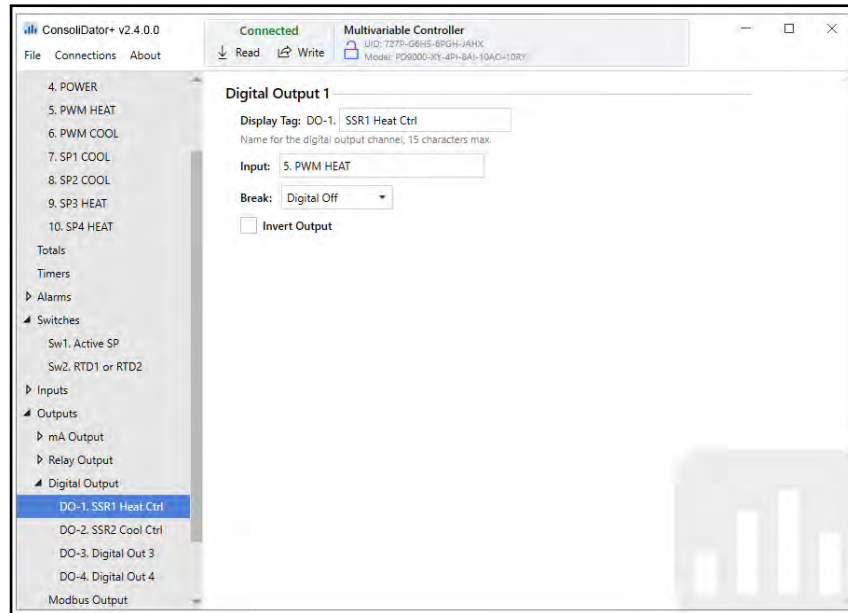 ConsoliDator+ v2.4.0.0
File Connections About
Connected
Read Write
Multivariable Controller
UID: 727P-G6HS-6PGH-JAHX
Model: PD9000-XY-4PI-8AI-10AO-10RY
4. POWER
5. PWM HEAT
6. PWM COOL
7. SP1 COOL
8. SP2 COOL
9. SP3 HEAT
10. SP4 HEAT
Totals
Timers
Alarms
Switches
Sw1. Active SP
Sw2. RTD1 or RTD2
Inputs
Outputs
mA Output
Relay Output
Digital Output
DO-1. SSR1 Heat Ctrl
DO-2. SSR2 Cool Ctrl
DO-3. Digital Out 3
DO-4. Digital Out 4
Modbus Output
Digital Output 1
Display Tag: DO-1. SSR1 Heat Ctrl
Name for the digital output channel, 15 characters max.
Input: 5. PWM HEAT
Break: Digital Off
Invert Output